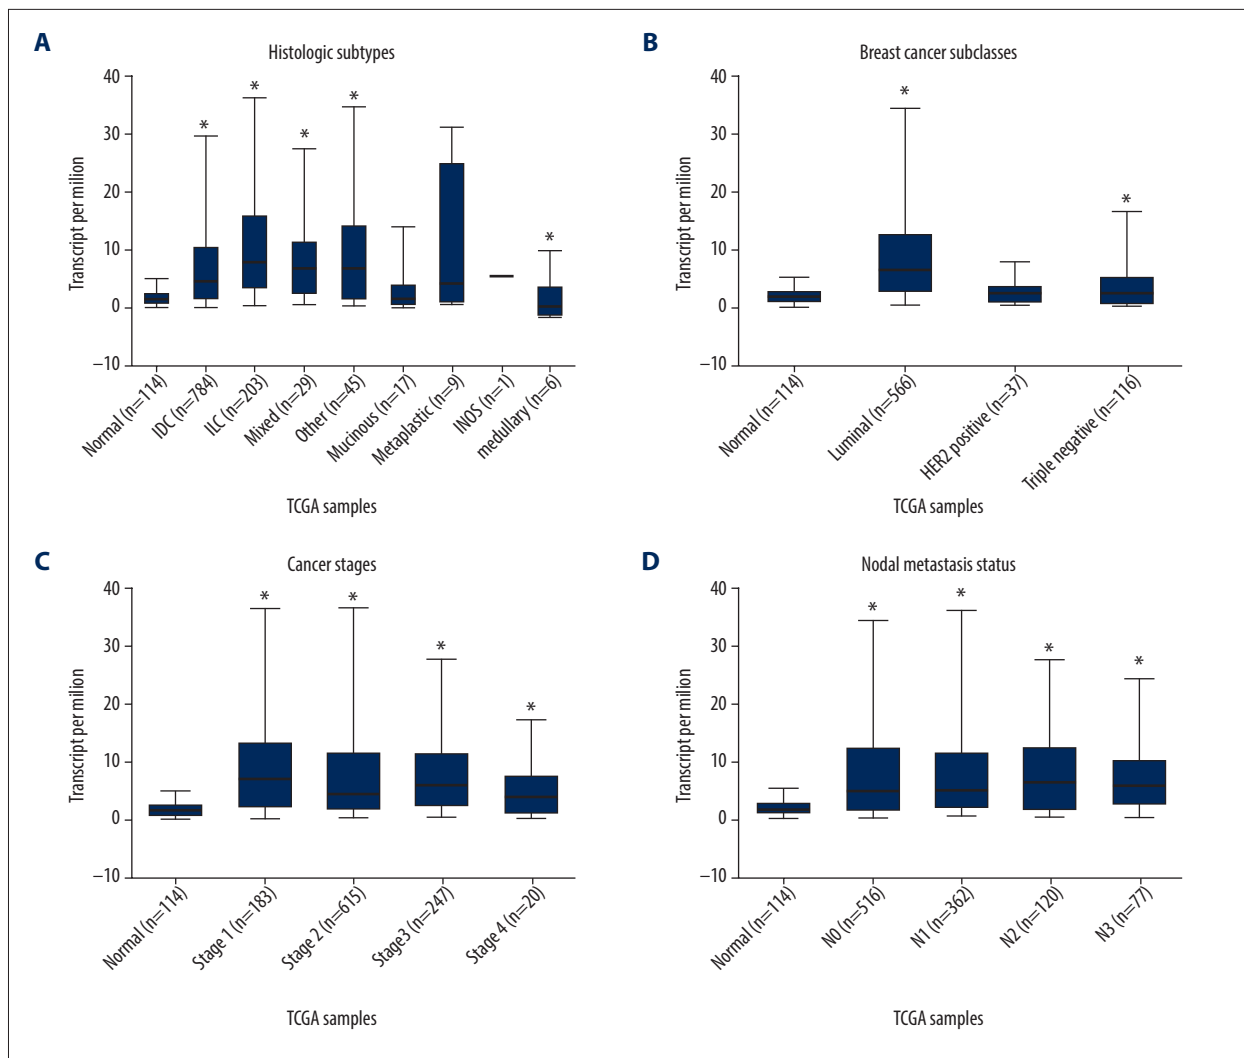 A
Histologic subtypes
Transcript per milion
40
30
20
10
0
–10
*
*
*
*
*
Normal (n=114)
IDC (n=784)
ILC (n=203)
Mixed (n=29)
Other (n=45)
Mucinous (n=17)
Metaplastic (n=9)
INOS (n=1)
medullary (n=6)
TCGA samples
B
Breast cancer subclasses
Transcript per milion
40
30
20
10
0
–10
*
*
Normal (n=114)
Luminal (n=566)
HER2 positive (n=37)
Triple negative (n=116)
TCGA samples
C
Cancer stages
Transcript per milion
40
30
20
10
0
–10
*
*
*
*
Normal (n=114)
Stage 1 (n=183)
Stage 2 (n=615)
Stage3 (n=247)
Stage 4 (n=20)
TCGA samples
D
Nodal metastasis status
Transcript per milion
40
30
20
10
0
–10
*
*
*
*
Normal (n=114)
N0 (n=516)
N1 (n=362)
N2 (n=120)
N3 (n=77)
TCGA samples